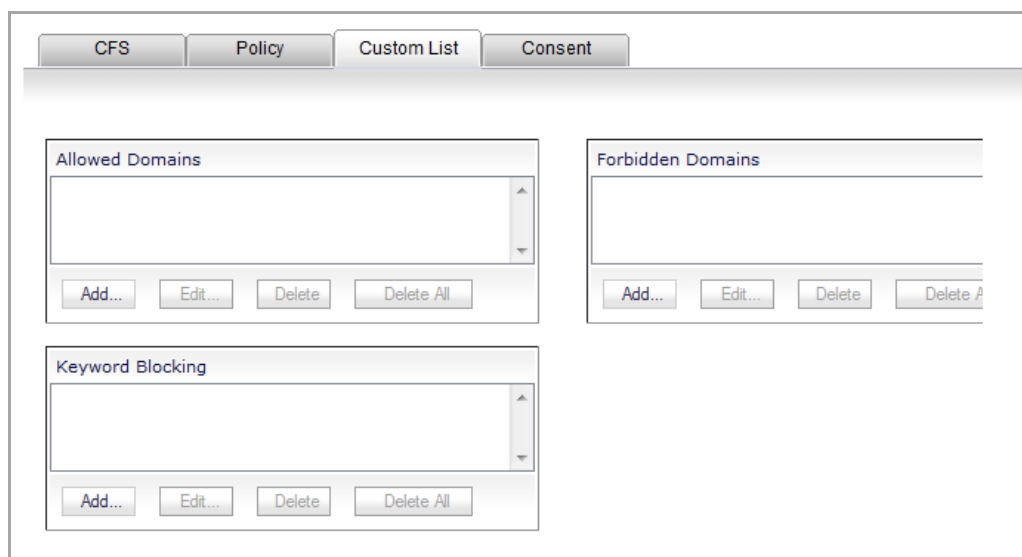 CFS Policy Custom List Consent
Allowed Domains
Add... Edit... Delete Delete All
Forbidden Domains
Add... Edit... Delete Delete
Keyword Blocking
Add... Edit... Delete Delete All